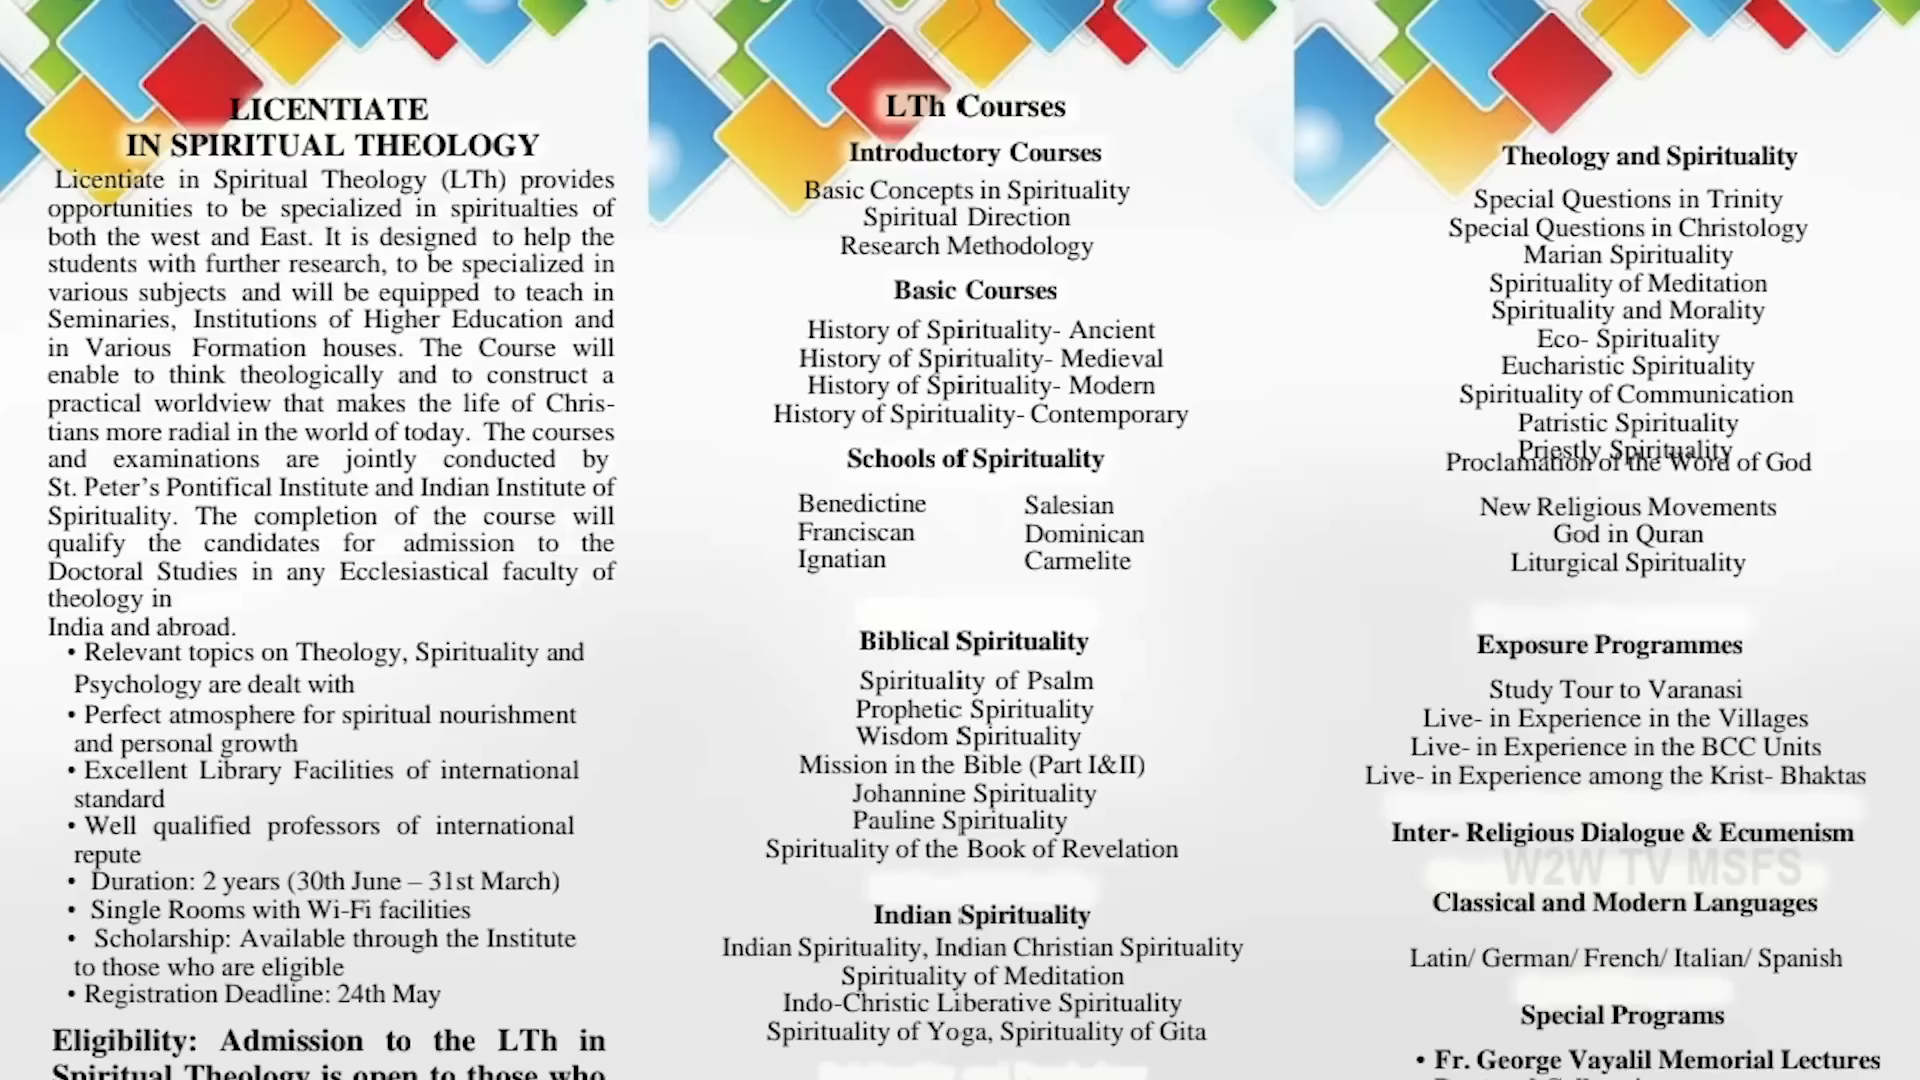 LICENTIATE
IN SPIRITUAL THEOLOGY
Licentiate in Spiritual Theology (LTh) provides
opportunities to be specialized in spiritualties of
both the west and East. It is designed to help the
students with further research, to be specialized in
various subjects and will be equipped to teach in
Seminaries, Institutions of Higher Education and
in Various Formation houses. The Course will
enable to think theologically and to construct a
practical worldview that makes the life of Chris-
tians more radial in the world of today. The courses
and examinations are jointly conducted by
St. Peter’s Pontifical Institute and Indian Institute of
Spirituality. The completion of the course will
qualify the candidates for admission to the
Doctoral Studies in any Ecclesiastical faculty of
theology in
India and abroad.
• Relevant topics on Theology, Spirituality and
Psychology are dealt with
• Perfect atmosphere for spiritual nourishment
and personal growth
• Excellent Library Facilities of international
standard
• Well qualified professors of international
repute
• Duration: 2 years (30th June – 31st March)
• Single Rooms with Wi-Fi facilities
• Scholarship: Available through the Institute
to those who are eligible
• Registration Deadline: 24th May
Eligibility: Admission to the LTh in
Spiritual Theology is open to those who
LTh Courses
Introductory Courses
Basic Concepts in Spirituality
Spiritual Direction
Research Methodology
Basic Courses
History of Spirituality- Ancient
History of Spirituality- Medieval
History of Spirituality- Modern
History of Spirituality- Contemporary
Schools of Spirituality
Benedictine Salesian
Franciscan Dominican
Ignatian Carmelite
Biblical Spirituality
Spirituality of Psalm
Prophetic Spirituality
Wisdom Spirituality
Mission in the Bible (Part I&II)
Johannine Spirituality
Pauline Spirituality
Spirituality of the Book of Revelation
Indian Spirituality
Indian Spirituality, Indian Christian Spirituality
Spirituality of Meditation
Indo-Christic Liberative Spirituality
Spirituality of Yoga, Spirituality of Gita
Theology and Spirituality
Special Questions in Trinity
Special Questions in Christology
Marian Spirituality
Spirituality of Meditation
Spirituality and Morality
Eco- Spirituality
Eucharistic Spirituality
Spirituality of Communication
Patristic Spirituality
Priestly Spirituality
Proclamation of the Word of God
New Religious Movements
God in Quran
Liturgical Spirituality
Exposure Programmes
Study Tour to Varanasi
Live- in Experience in the Villages
Live- in Experience in the BCC Units
Live- in Experience among the Krist- Bhaktas
Inter- Religious Dialogue & Ecumenism
W2W TV MSFS
Classical and Modern Languages
Latin/ German/ French/ Italian/ Spanish
Special Programs
• Fr. George Vayalil Memorial Lectures